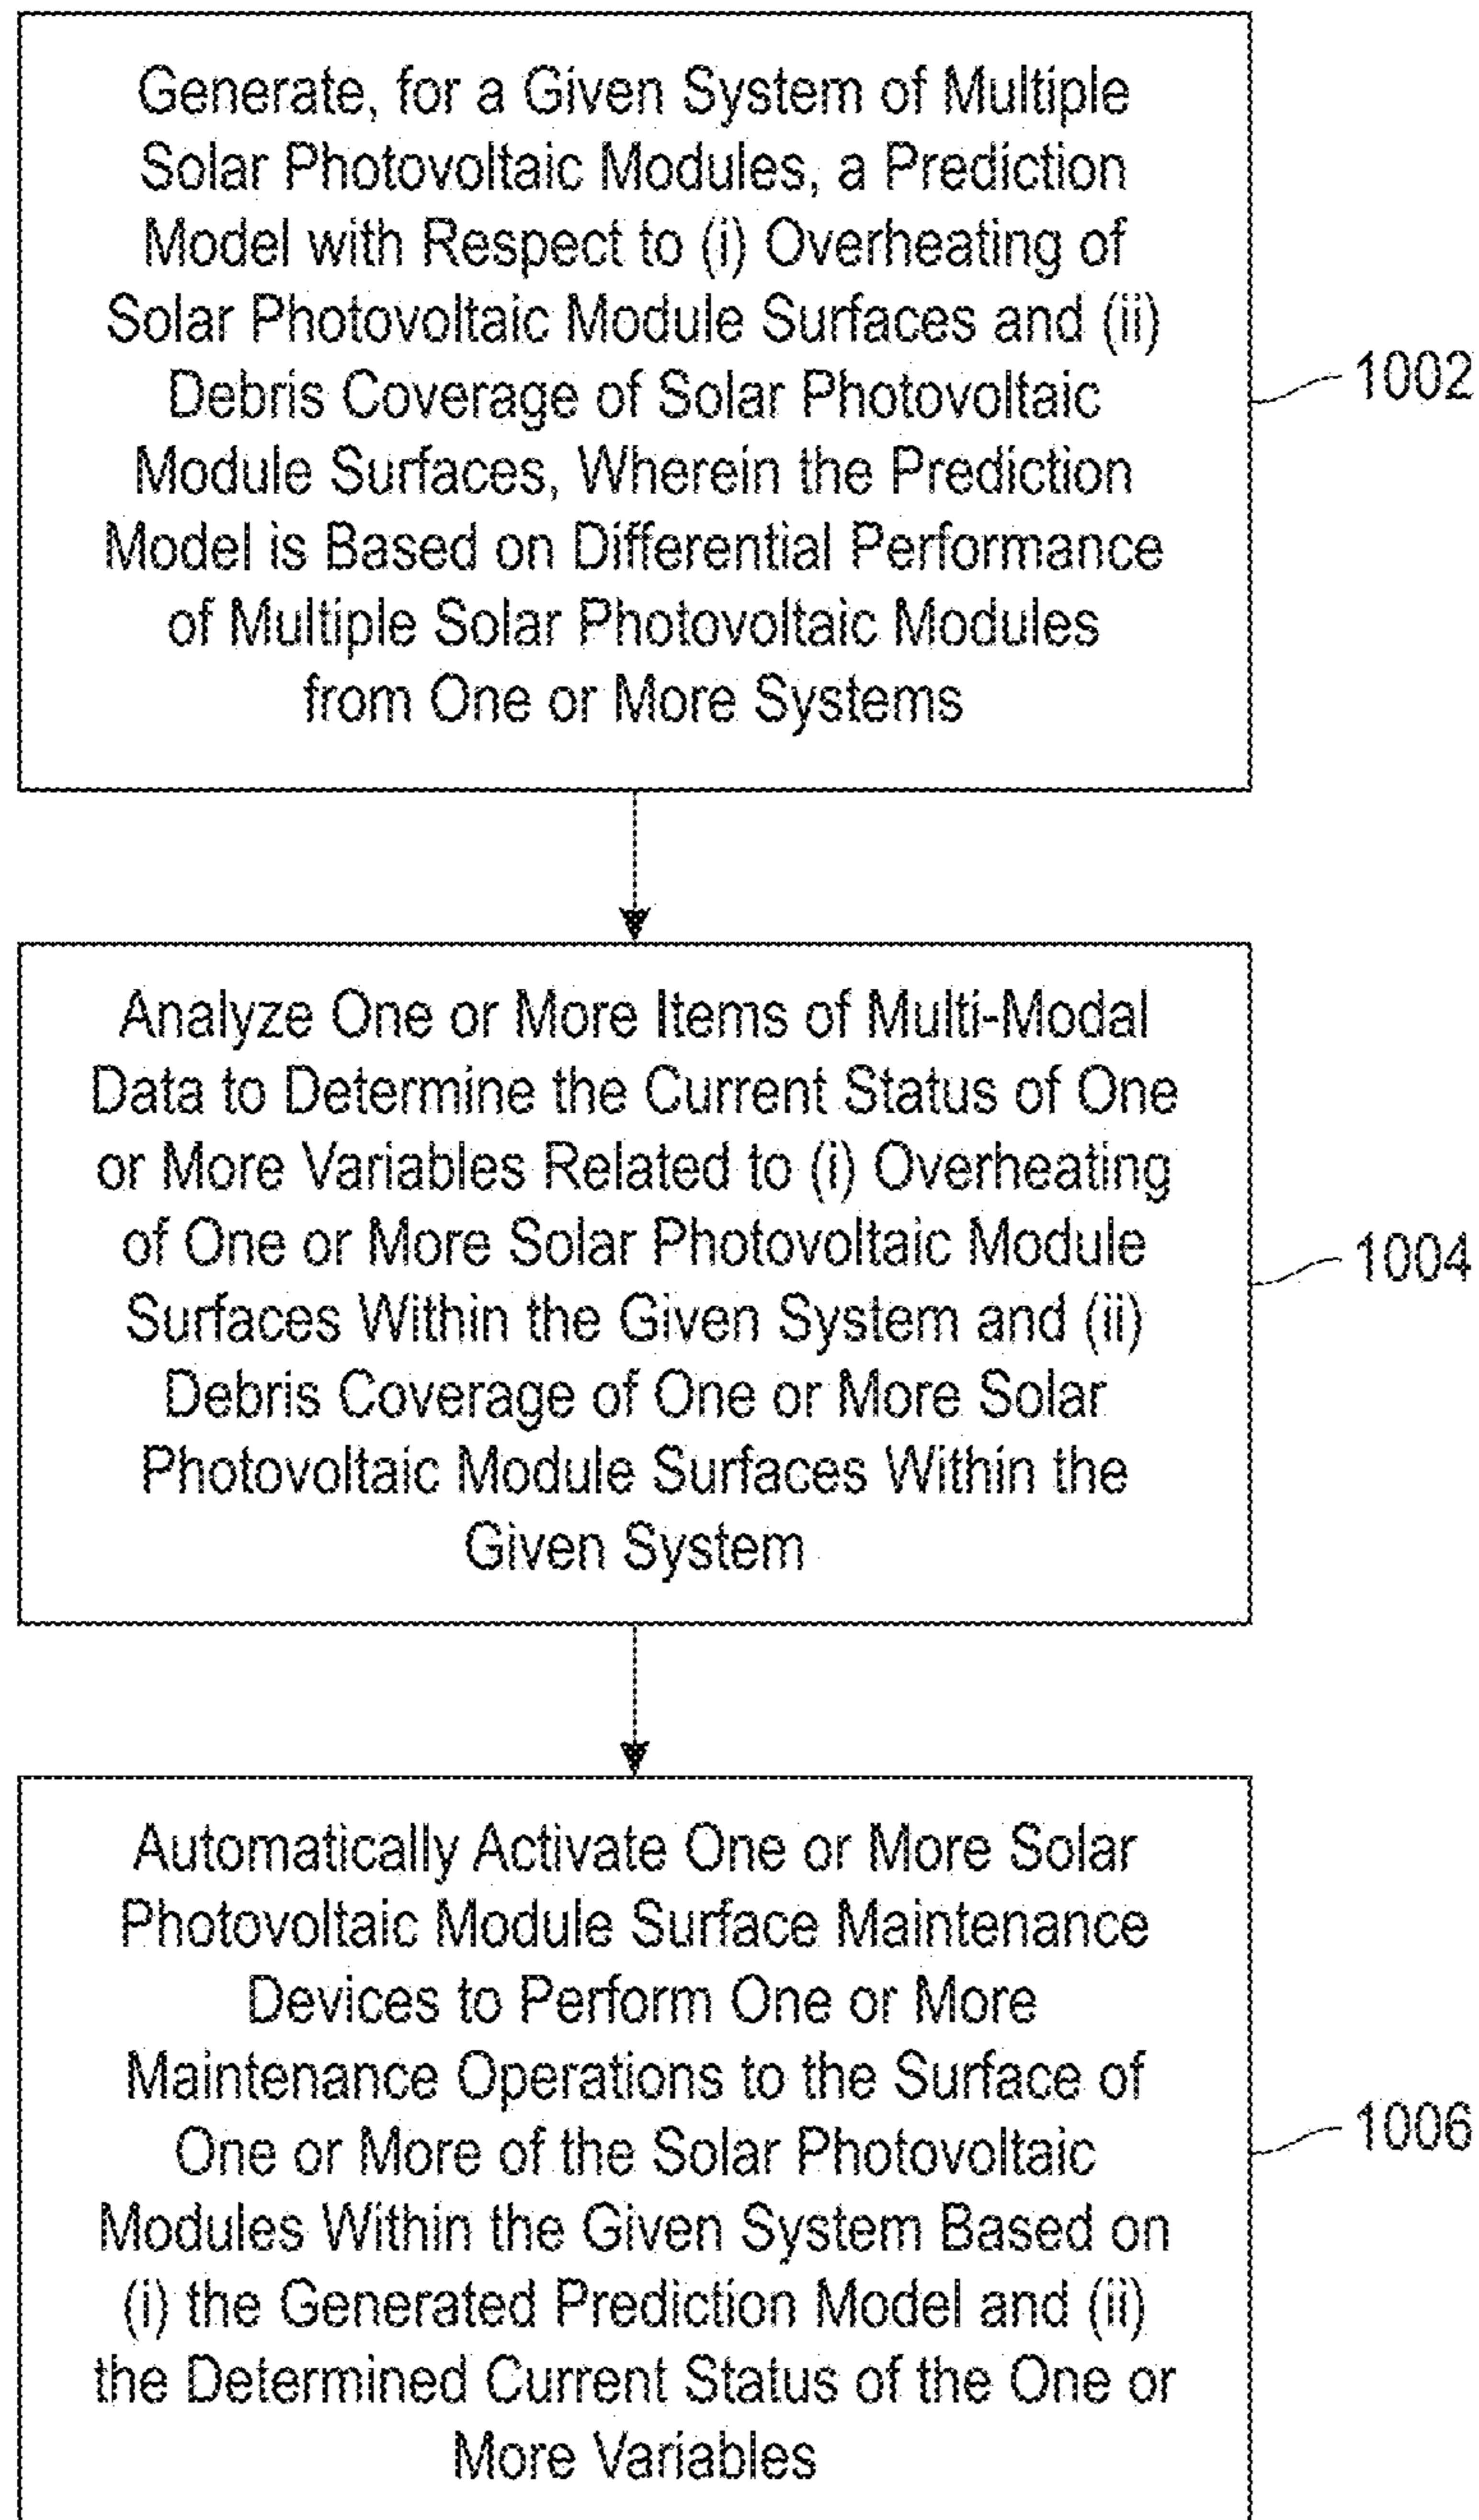 Generate, for a Given System of Multiple
Solar Photovoltaic Modules, a Prediction
Model with Respect to (i) Overheating of
Solar Photovoltaic Module Surfaces and (ii)
Debris Coverage of Solar Photovoltaic
Module Surfaces, Wherein the Prediction
Model is Based on Differential Performance
of Multiple Solar Photovoltaic Modules
from One or More Systems
1002
Analyze One or More Items of Multi-Modal
Data to Determine the Current Status of One
or More Variables Related to (i) Overheating
of One or More Solar Photovoltaic Module
Surfaces Within the Given System and (ii)
Debris Coverage of One or More Solar
Photovoltaic Module Surfaces Within the
Given System
1004
Automatically Activate One or More Solar
Photovoltaic Module Surface Maintenance
Devices to Perform One or More
Maintenance Operations to the Surface of
One or More of the Solar Photovoltaic
Modules Within the Given System Based on
(i) the Generated Prediction Model and (ii)
the Determined Current Status of the One or
More Variables
1006